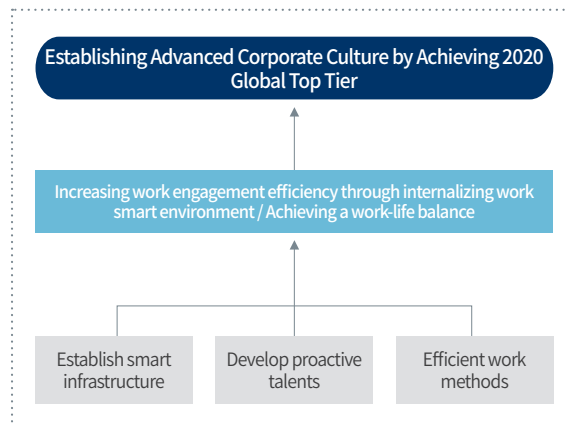 Establishing Advanced Corporate Culture by Achieving 2020
Global Top Tier
Increasing work engagement efficiency through internalizing work
smart environment / Achieving a work-life balance
Establish smart
infrastructure
Develop proactive
talents
Efficient work
methods